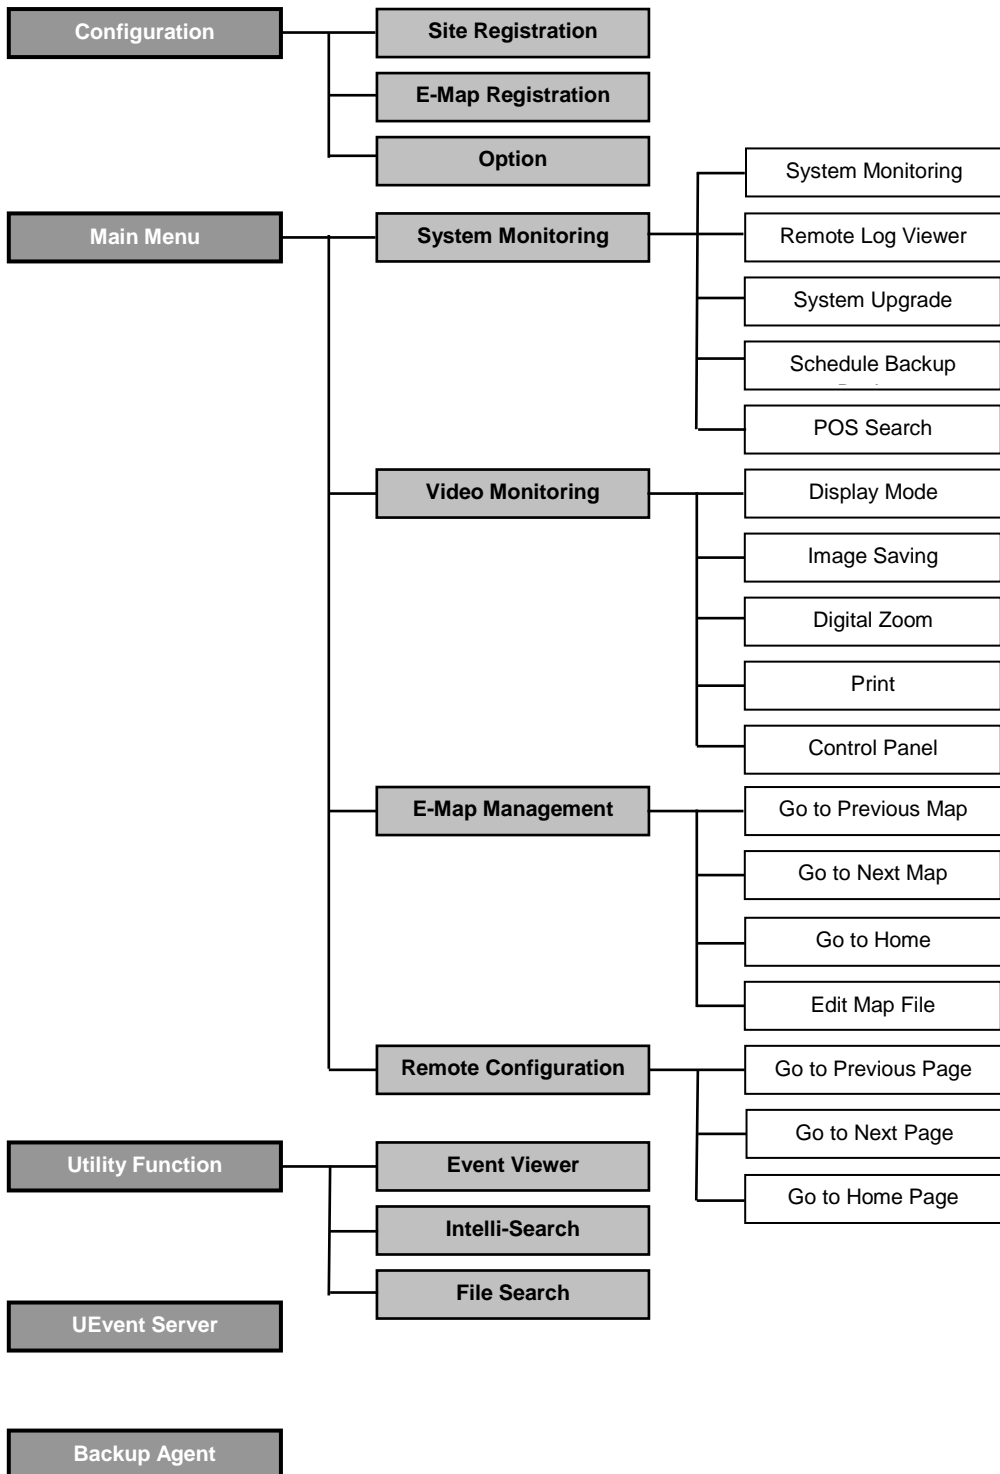 Configuration
Site Registration
E-Map Registration
Option
Main Menu
System Monitoring
System Monitoring
Remote Log Viewer
System Upgrade
Schedule Backup
POS Search
Video Monitoring
Display Mode
Image Saving
Digital Zoom
Print
Control Panel
E-Map Management
Go to Previous Map
Go to Next Map
Go to Home
Edit Map File
Remote Configuration
Go to Previous Page
Go to Next Page
Go to Home Page
Utility Function
Event Viewer
Intelli-Search
File Search
UEvent Server
Backup Agent